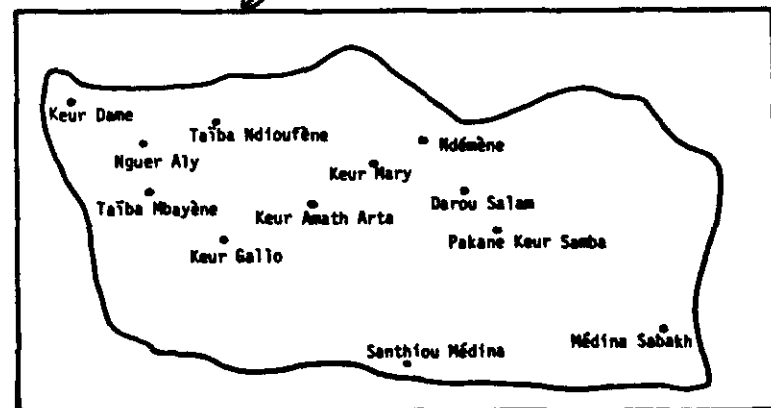 Keur Dame
Taïba Ndioufène
Ndémène
Nguer Aly
Keur Mary
Taïba Mbayène
Keur Amath Arta
Darou Salam
Keur Gallo
Pakane Keur Samba
Santhiou Médina
Médina Sabakh